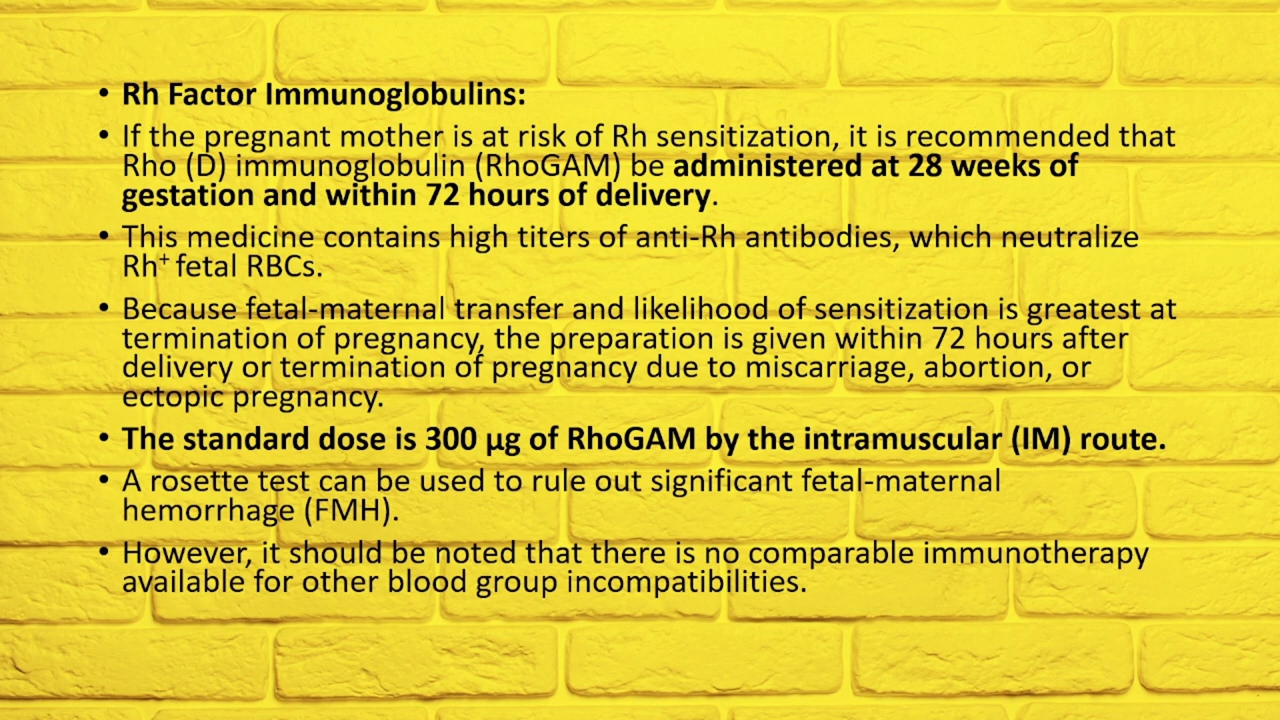 • Rh Factor Immunoglobulins:
• If the pregnant mother is at risk of Rh sensitization, it is recommended that
Rho (D) immunoglobulin (RhoGAM) be administered at 28 weeks of
gestation and within 72 hours of delivery.
• This medicine contains high titers of anti-Rh antibodies, which neutralize
Rh⁺ fetal RBCs.
• Because fetal-maternal transfer and likelihood of sensitization is greatest at
termination of pregnancy, the preparation is given within 72 hours after
delivery or termination of pregnancy due to miscarriage, abortion, or
ectopic pregnancy.
• The standard dose is 300 µg of RhoGAM by the intramuscular (IM) route.
• A rosette test can be used to rule out significant fetal-maternal
hemorrhage (FMH).
• However, it should be noted that there is no comparable immunotherapy
available for other blood group incompatibilities.